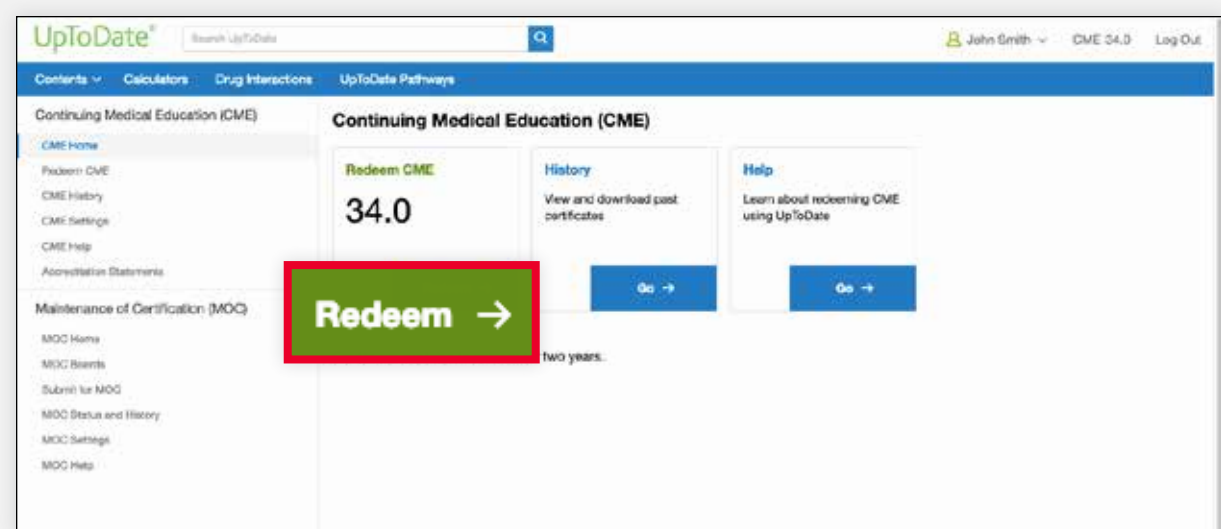 UpToDate®
Search UpToDate
John Smith
CME 34.0
Log Out
Contents
Calculators
Drug Interactions
UpToDate Pathways
Continuing Medical Education (CME)
CME Home
Redeem CME
CME History
CME Settings
CME Help
Accreditation Statements
Maintenance of Certification (MOC)
MOC Home
MOC Boards
Submit for MOC
MOC Status and History
MOC Settings
MOC Help
Continuing Medical Education (CME)
Redeem CME
34.0
Redeem →
History
View and download past
certificates
Go →
Help
Learn about redeeming CME
using UpToDate
Go →
two years.